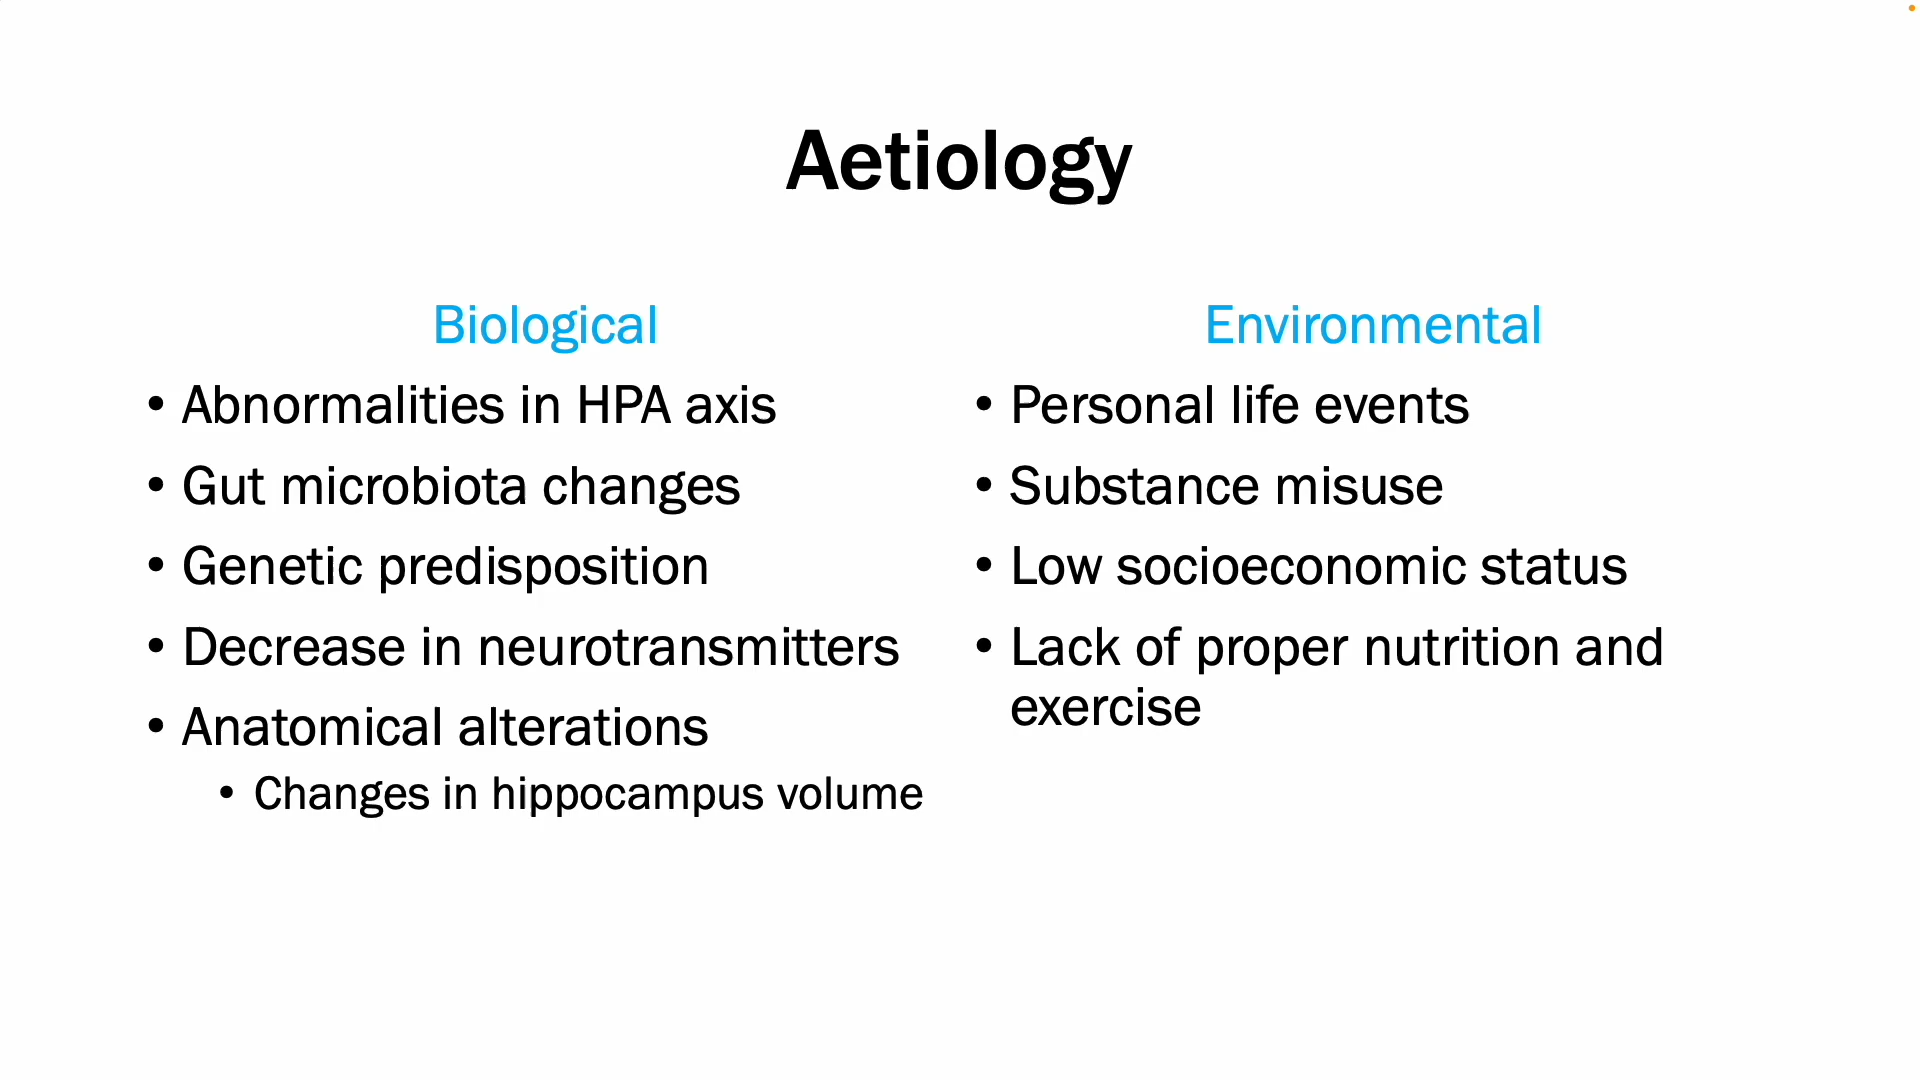 Aetiology
Biological
• Abnormalities in HPA axis
• Gut microbiota changes
• Genetic predisposition
• Decrease in neurotransmitters
• Anatomical alterations
• Changes in hippocampus volume
Environmental
• Personal life events
• Substance misuse
• Low socioeconomic status
• Lack of proper nutrition and
exercise